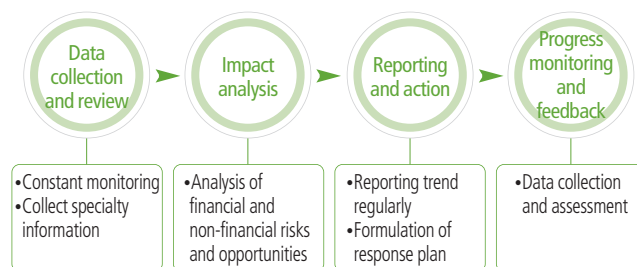 Data
collection
and review
Impact
analysis
Reporting
and action
Progress
monitoring
and
feedback
•Constant monitoring
•Collect specialty
information
•Analysis of
financial and
non-financial risks
and opportunities
•Reporting trend
regularly
•Formulation of
response plan
•Data collection
and assessment